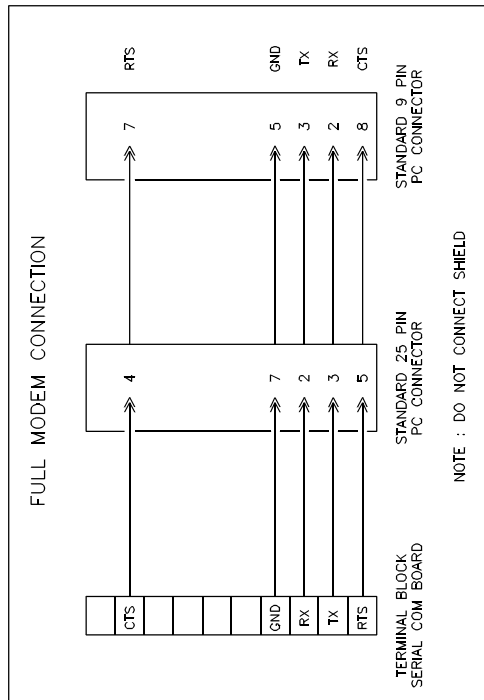 FULL MODEM CONNECTION
CTS
GND
RX
TX
RTS
TERMINAL BLOCK
SERIAL COM BOARD
4
7
2
3
5
STANDARD 25 PIN
PC CONNECTOR
7
5
3
2
8
RTS
GND
TX
RX
CTS
STANDARD 9 PIN
PC CONNECTOR
NOTE : DO NOT CONNECT SHIELD